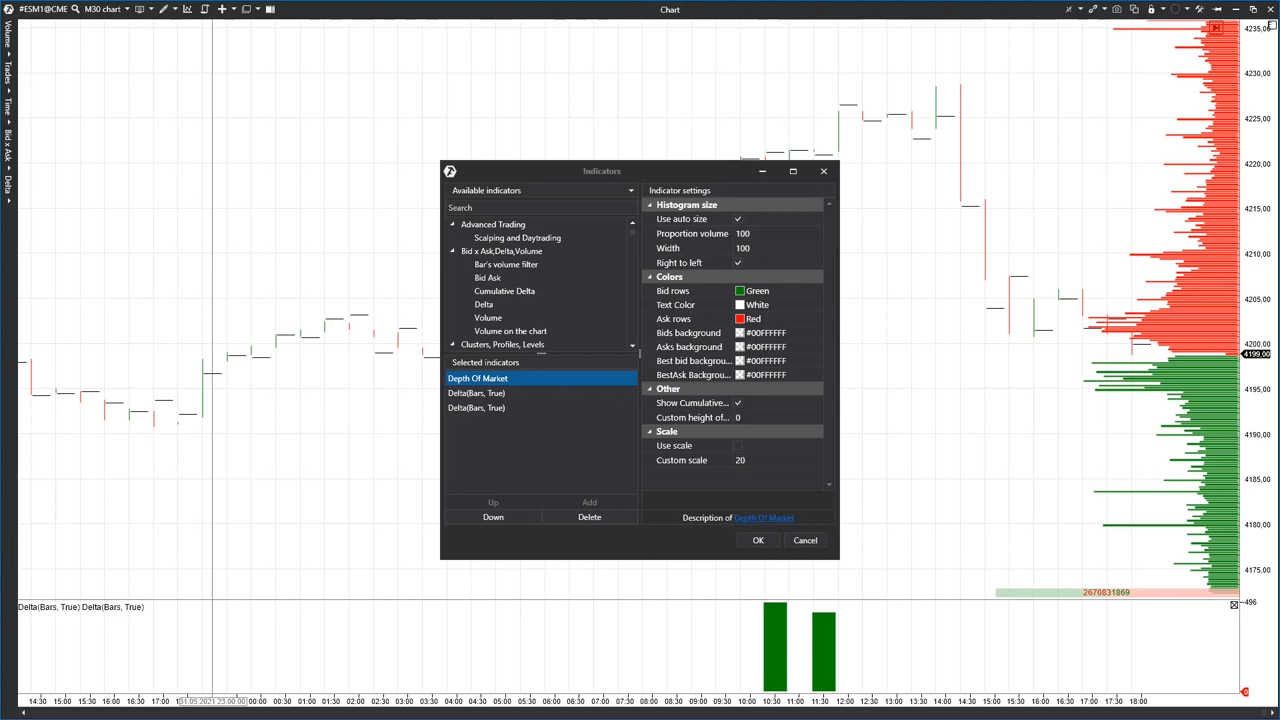 #ESM1@CME M30 chart Chart
Volume
Trades
Time
Bid x Ask
Delta
4235,00
4230,00
4225,00
4220,00
4215,00
4210,00
4205,00
4200,00
4199,00
4195,00
4190,00
4185,00
4180,00
4175,00
Indicators
Available indicators
Search
Advanced Trading
Scalping and Daytrading
Bid x Ask,Delta,Volume
Bar's volume filter
Bid Ask
Cumulative Delta
Delta
Volume
Volume on the chart
Clusters, Profiles, Levels
Selected indicators
Depth Of Market
Delta(Bars, True)
Delta(Bars, True)
Up Add
Down Delete
Indicator settings
Histogram size
Use auto size
Proportion volume 100
Width 100
Right to left
Colors
Bid rows Green
Text Color White
Ask rows Red
Bids background #00FFFFFF
Asks background #00FFFFFF
Best bid backgrou... #00FFFFFF
BestAsk Backgrou... #00FFFFFF
Other
Show Cumulative...
Custom height of... 0
Scale
Use scale
Custom scale 20
Description of Depth Of Market
OK Cancel
2670831869
Delta(Bars, True) Delta(Bars, True)
496
0
14:30 15:00 15:30 16:00 16:30 17:00 31.05.2021 23:00:00 00:00 00:30 01:00 01:30 02:00 02:30 03:00 03:30 04:00 04:30 05:00 05:30 06:00 06:30 07:00 07:30 08:00 08:30 09:00 09:30 10:00 10:30 11:00 11:30 12:00 12:30 13:00 13:30 14:00 14:30 15:00 15:30 16:00 16:30 17:00 17:30 18:00